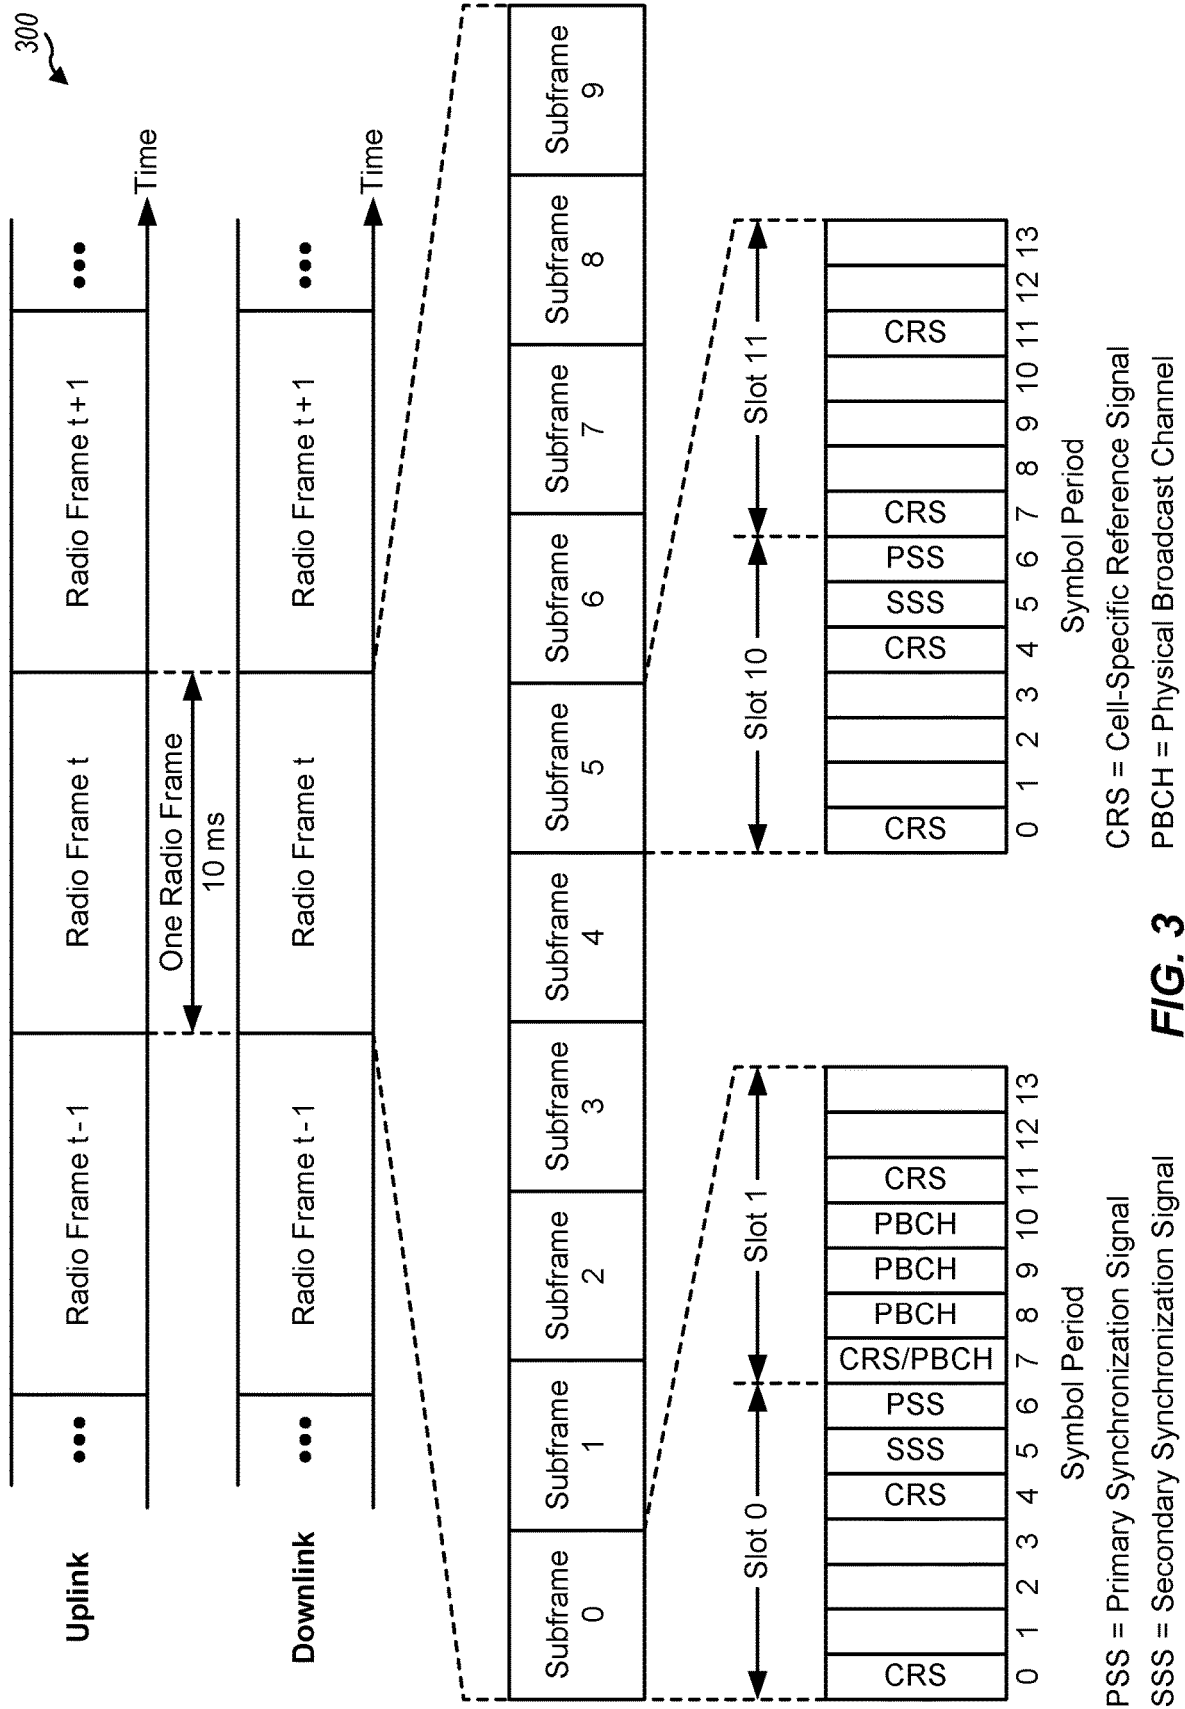 300
Uplink
••• Radio Frame t - 1 Radio Frame t Radio Frame t + 1 •••
Time
One Radio Frame
10 ms
Downlink
••• Radio Frame t - 1 Radio Frame t Radio Frame t + 1 •••
Time
Subframe Subframe Subframe Subframe Subframe Subframe Subframe Subframe Subframe Subframe
0 1 2 3 4 5 6 7 8 9
Slot 0 Slot 1
CRS CRS SSS PSS CRS/PBCH PBCH PBCH PBCH CRS
0 1 2 3 4 5 6 7 8 9 10 11 12 13
Symbol Period
Slot 10 Slot 11
CRS CRS SSS PSS CRS CRS
0 1 2 3 4 5 6 7 8 9 10 11 12 13
Symbol Period
PSS = Primary Synchronization Signal
SSS = Secondary Synchronization Signal
CRS = Cell-Specific Reference Signal
PBCH = Physical Broadcast Channel
FIG. 3